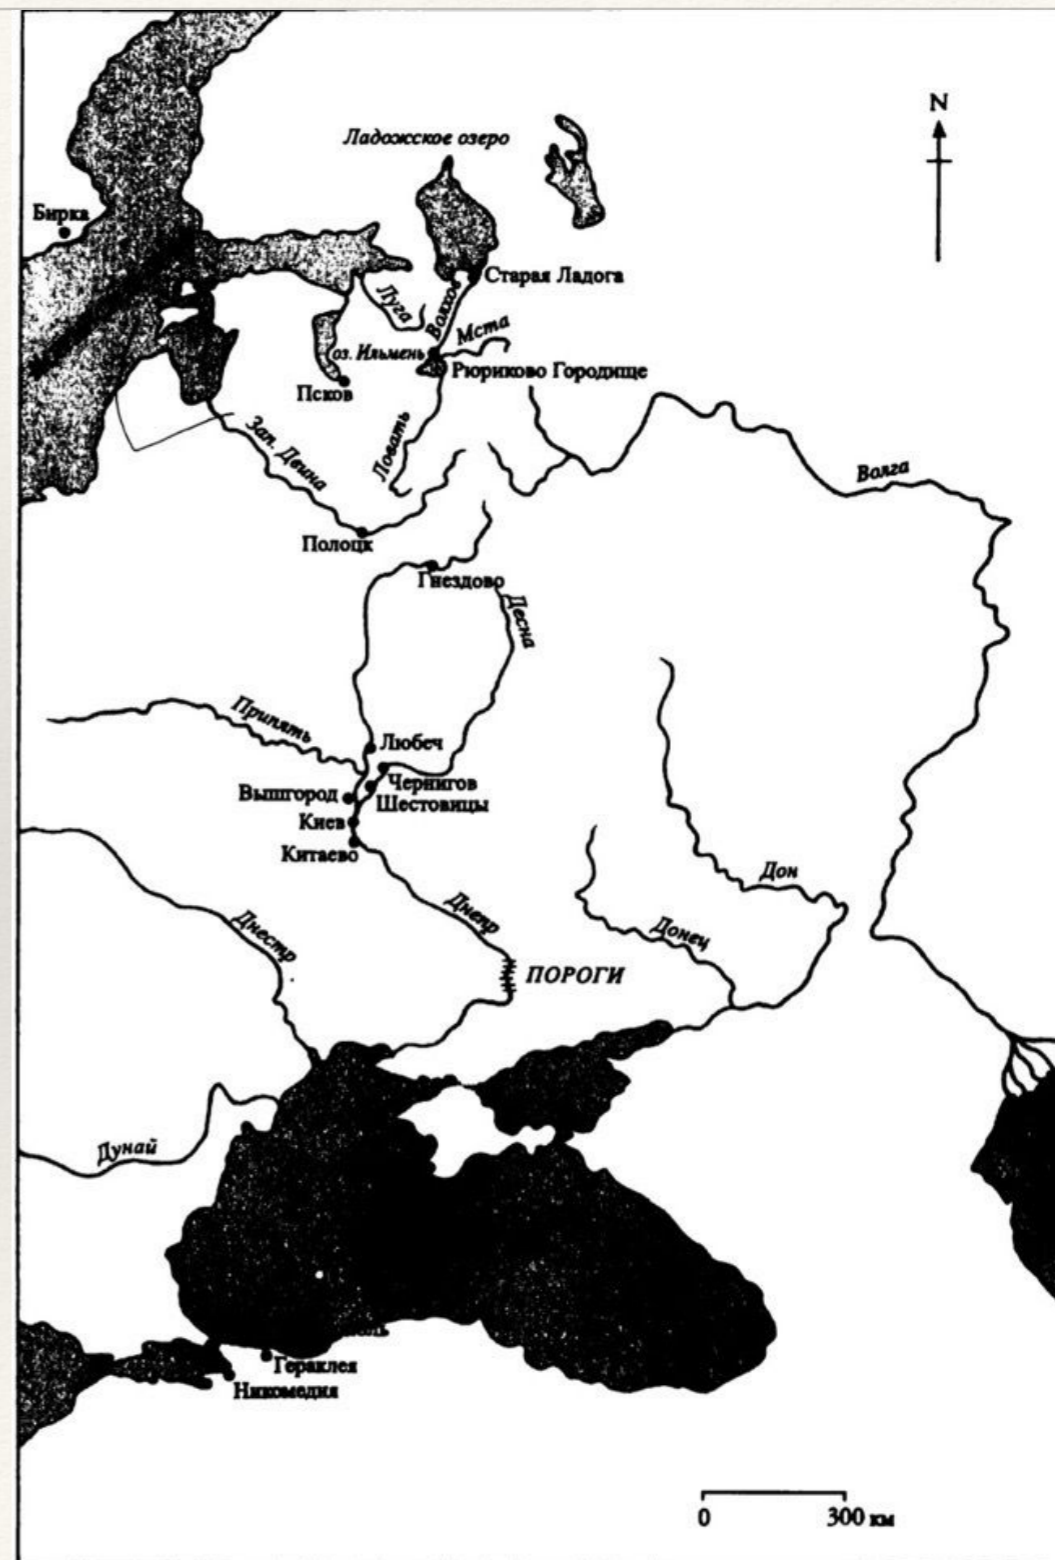 N
Ладожское озеро
Бирка
Старая Ладога
Луга
Волхов
Мста
оз. Ильмень
Рюриково Городище
Псков
Ловать
Зап. Двина
Волга
Полоцк
Гнездово
Десна
Припять
Любеч
Чернигов
Вышгород
Шестовицы
Киев
Китаево
Дон
Днепр
Днестр
Донец
ПОРОГИ
Дунай
Гераклея
Никомедия
0 300 км